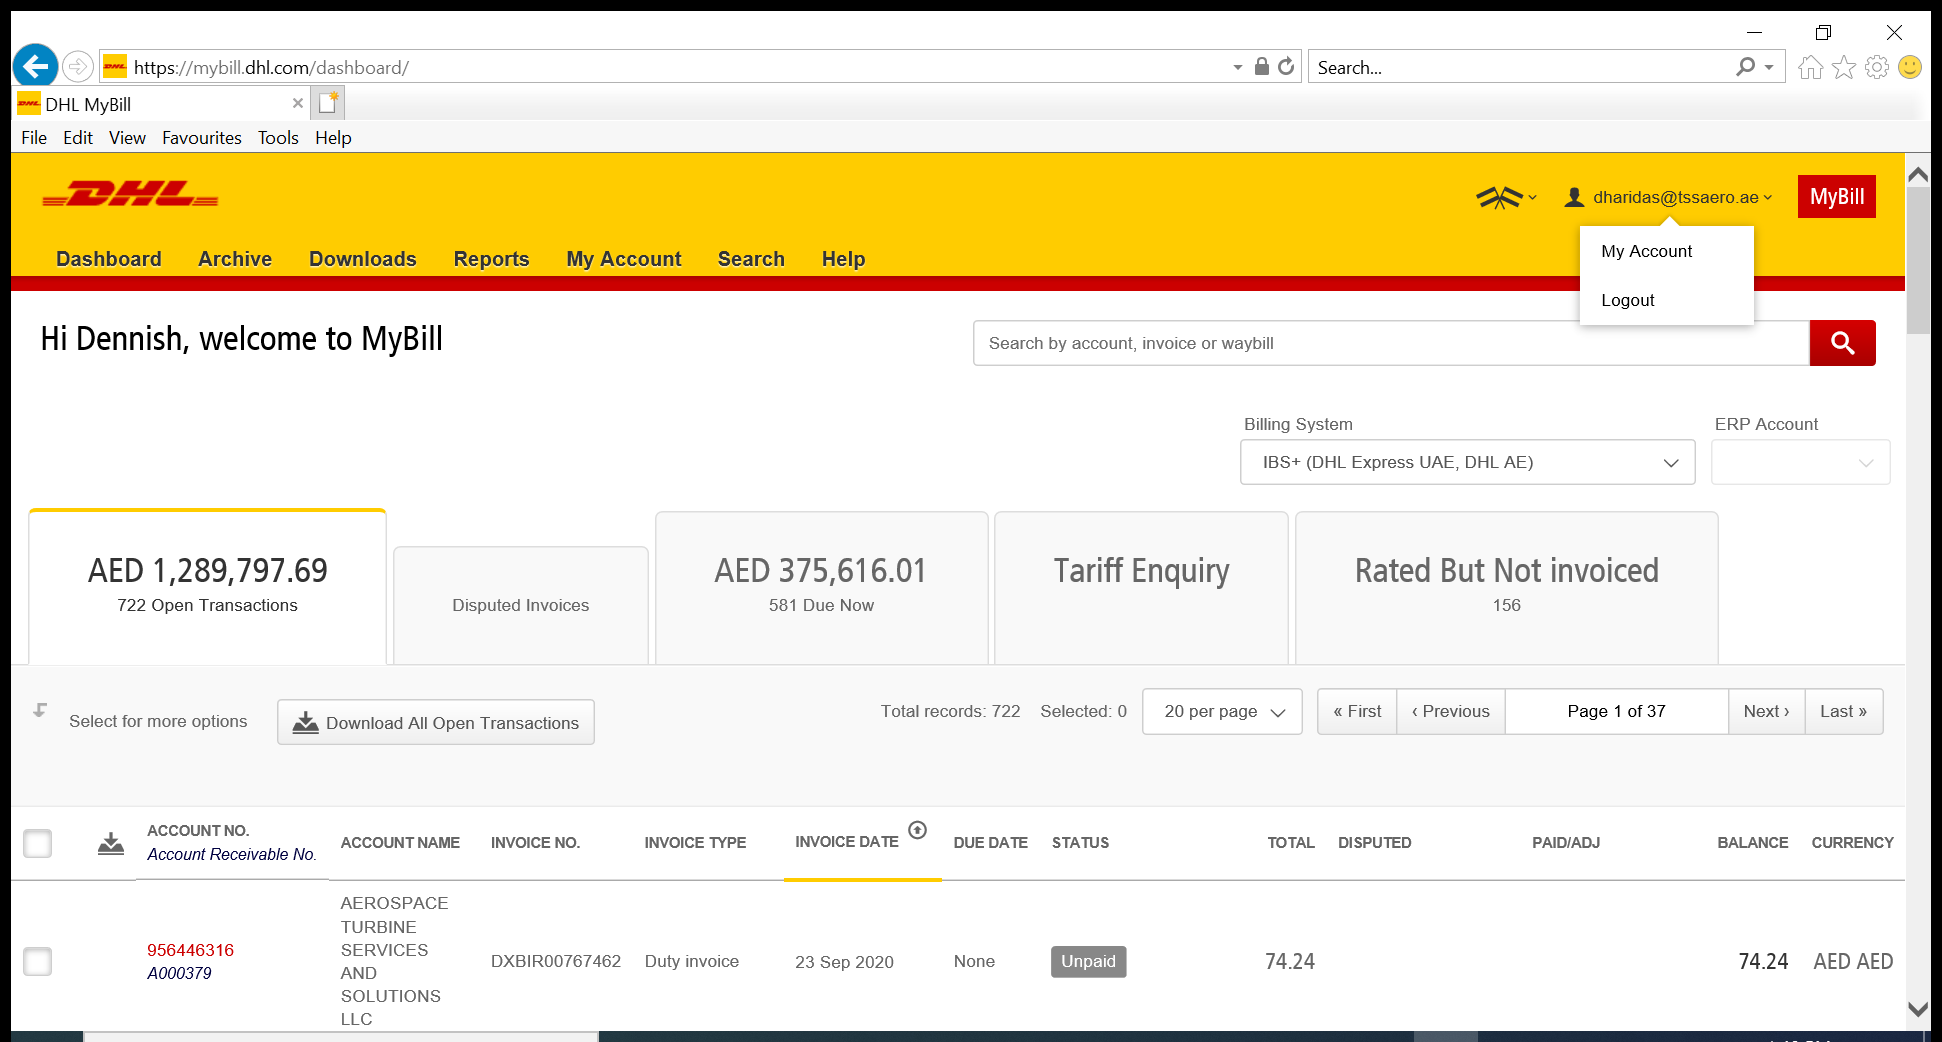 https://mybill.dhl.com/dashboard/
Search...
DHL MyBill
File Edit View Favourites Tools Help
DHL
dharidas@tssaero.ae
MyBill
My Account
Logout
Dashboard Archive Downloads Reports My Account Search Help
Hi Dennish, welcome to MyBill
Search by account, invoice or waybill
Billing System
ERP Account
IBS+ (DHL Express UAE, DHL AE)
AED 1,289,797.69
722 Open Transactions
Disputed Invoices
AED 375,616.01
581 Due Now
Tariff Enquiry
Rated But Not invoiced
156
Select for more options
Download All Open Transactions
Total records: 722 Selected: 0
20 per page
« First ‹ Previous Page 1 of 37 Next › Last »
ACCOUNT NO.
Account Receivable No.
ACCOUNT NAME INVOICE NO. INVOICE TYPE INVOICE DATE DUE DATE STATUS TOTAL DISPUTED PAID/ADJ BALANCE CURRENCY
956446316
A000379
AEROSPACE
TURBINE
SERVICES
AND
SOLUTIONS
LLC
DXBIR00767462 Duty invoice 23 Sep 2020 None Unpaid 74.24 74.24 AED AED